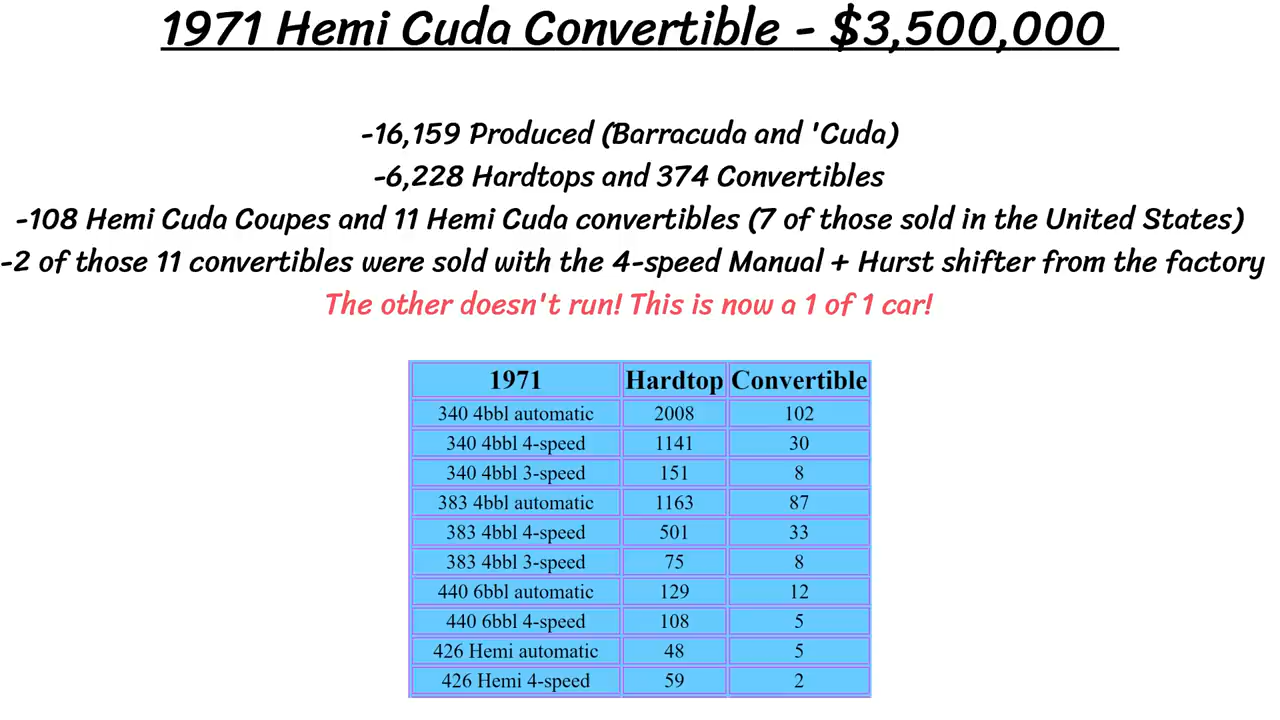 1971 Hemi Cuda Convertible - $3,500,000
-16,159 Produced (Barracuda and 'Cuda)
-6,228 Hardtops and 374 Convertibles
-108 Hemi Cuda Coupes and 11 Hemi Cuda convertibles (7 of those sold in the United States)
-2 of those 11 convertibles were sold with the 4-speed Manual + Hurst shifter from the factory
The other doesn't run! This is now a 1 of 1 car!
1971 Hardtop Convertible
340 4bbl automatic 2008 102
340 4bbl 4-speed 1141 30
340 4bbl 3-speed 151 8
383 4bbl automatic 1163 87
383 4bbl 4-speed 501 33
383 4bbl 3-speed 75 8
440 6bbl automatic 129 12
440 6bbl 4-speed 108 5
426 Hemi automatic 48 5
426 Hemi 4-speed 59 2